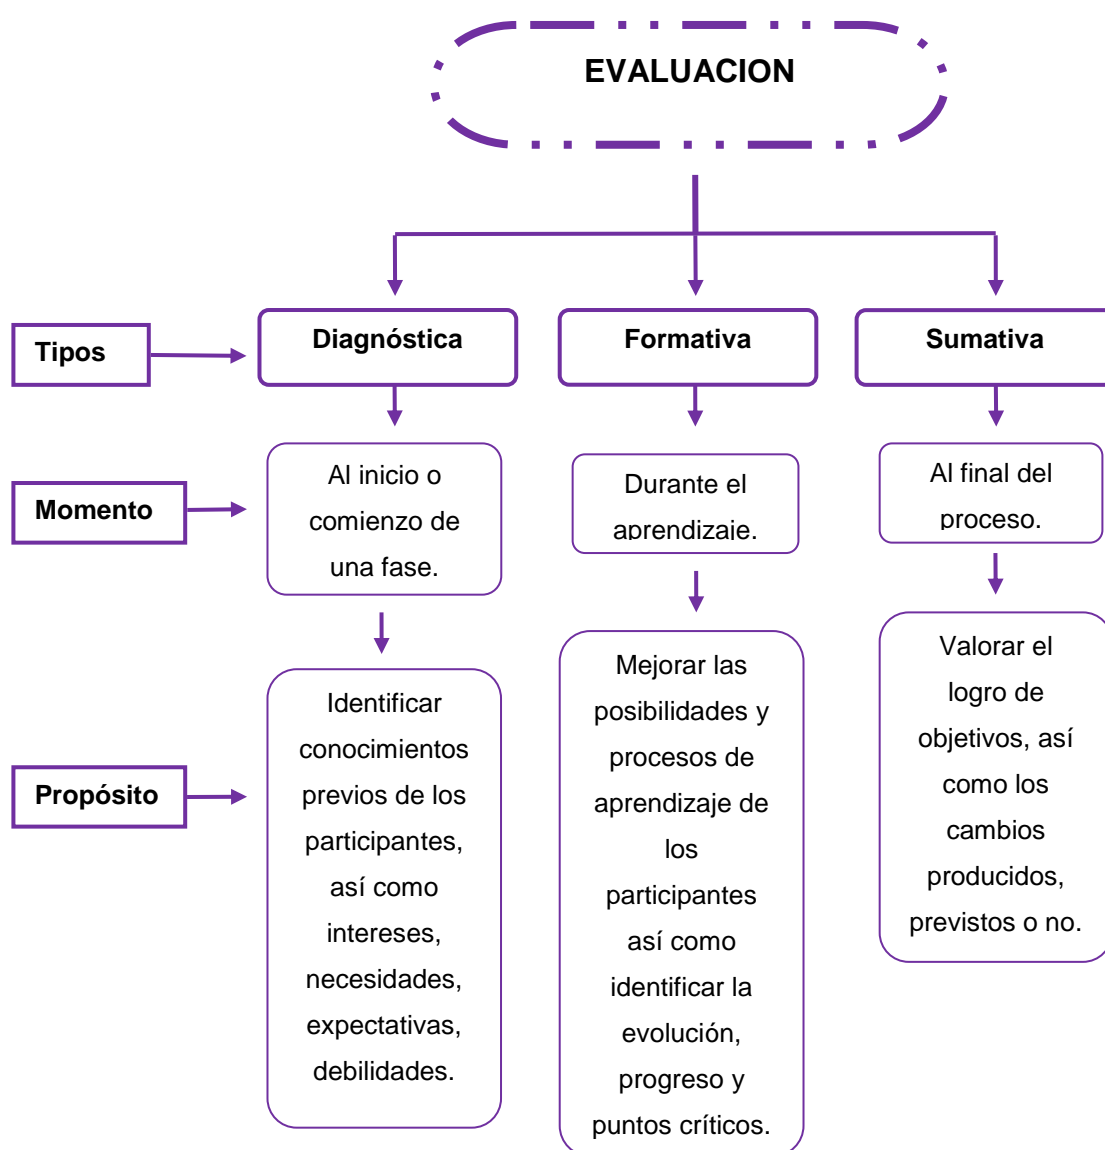 EVALUACION
Tipos
Diagnóstica
Formativa
Sumativa
Momento
Al inicio o
comienzo de
una fase.
Durante el
aprendizaje.
Al final del
proceso.
Propósito
Identificar
conocimientos
previos de los
participantes,
así como
intereses,
necesidades,
expectativas,
debilidades.
Mejorar las
posibilidades y
procesos de
aprendizaje de
los
participantes
así como
identificar la
evolución,
progreso y
puntos críticos.
Valorar el
logro de
objetivos, así
como los
cambios
producidos,
previstos o no.